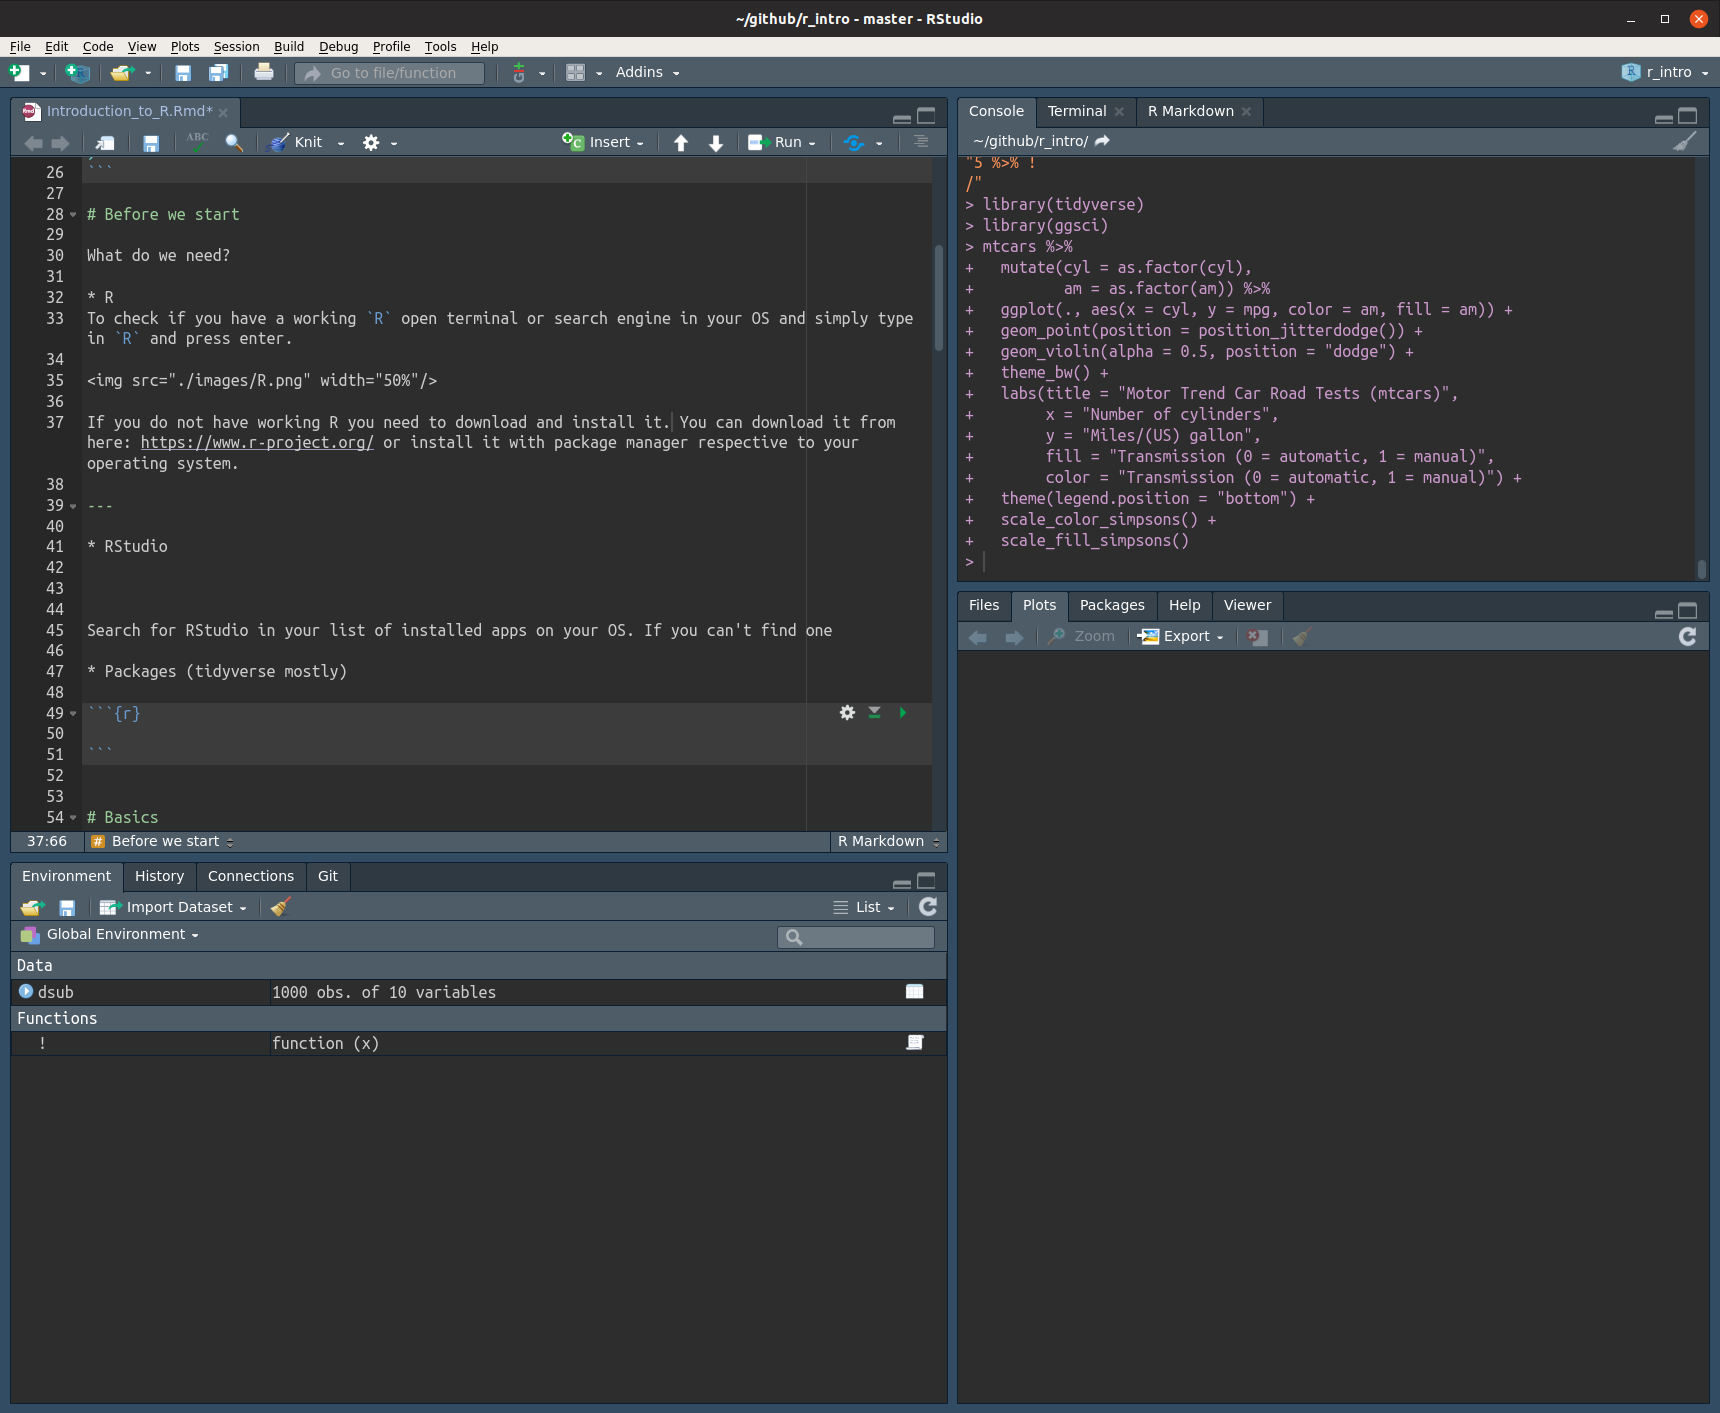 ~/github/r_intro - master - RStudio
File Edit Code View Plots Session Build Debug Profile Tools Help
Go to file/function
Addins
r_intro
Introduction_to_R.Rmd*
ABC
Knit
Insert
Run
26 ```
27
28 # Before we start
29
30 What do we need?
31
32 * R
33 To check if you have a working `R` open terminal or search engine in your OS and simply type
in `R` and press enter.
34
35 <img src="./images/R.png" width="50%"/>
36
37 If you do not have working R you need to download and install it. You can download it from
here: https://www.r-project.org/ or install it with package manager respective to your
operating system.
38
39 ---
40
41 * RStudio
42
43
44
45 Search for RStudio in your list of installed apps on your OS. If you can't find one
46
47 * Packages (tidyverse mostly)
48
49 ```{r}
50
51 ```
52
53
54 # Basics
37:66 # Before we start R Markdown
Environment History Connections Git
Import Dataset List
Global Environment
Data
dsub 1000 obs. of 10 variables
Functions
! function (x)
Console Terminal R Markdown
~/github/r_intro/
"5 %>% !
/"
> library(tidyverse)
> library(ggsci)
> mtcars %>%
+   mutate(cyl = as.factor(cyl),
+          am = as.factor(am)) %>%
+   ggplot(., aes(x = cyl, y = mpg, color = am, fill = am)) +
+   geom_point(position = position_jitterdodge()) +
+   geom_violin(alpha = 0.5, position = "dodge") +
+   theme_bw() +
+   labs(title = "Motor Trend Car Road Tests (mtcars)",
+        x = "Number of cylinders",
+        y = "Miles/(US) gallon",
+        fill = "Transmission (0 = automatic, 1 = manual)",
+        color = "Transmission (0 = automatic, 1 = manual)") +
+   theme(legend.position = "bottom") +
+   scale_color_simpsons() +
+   scale_fill_simpsons()
>
Files Plots Packages Help Viewer
Zoom Export